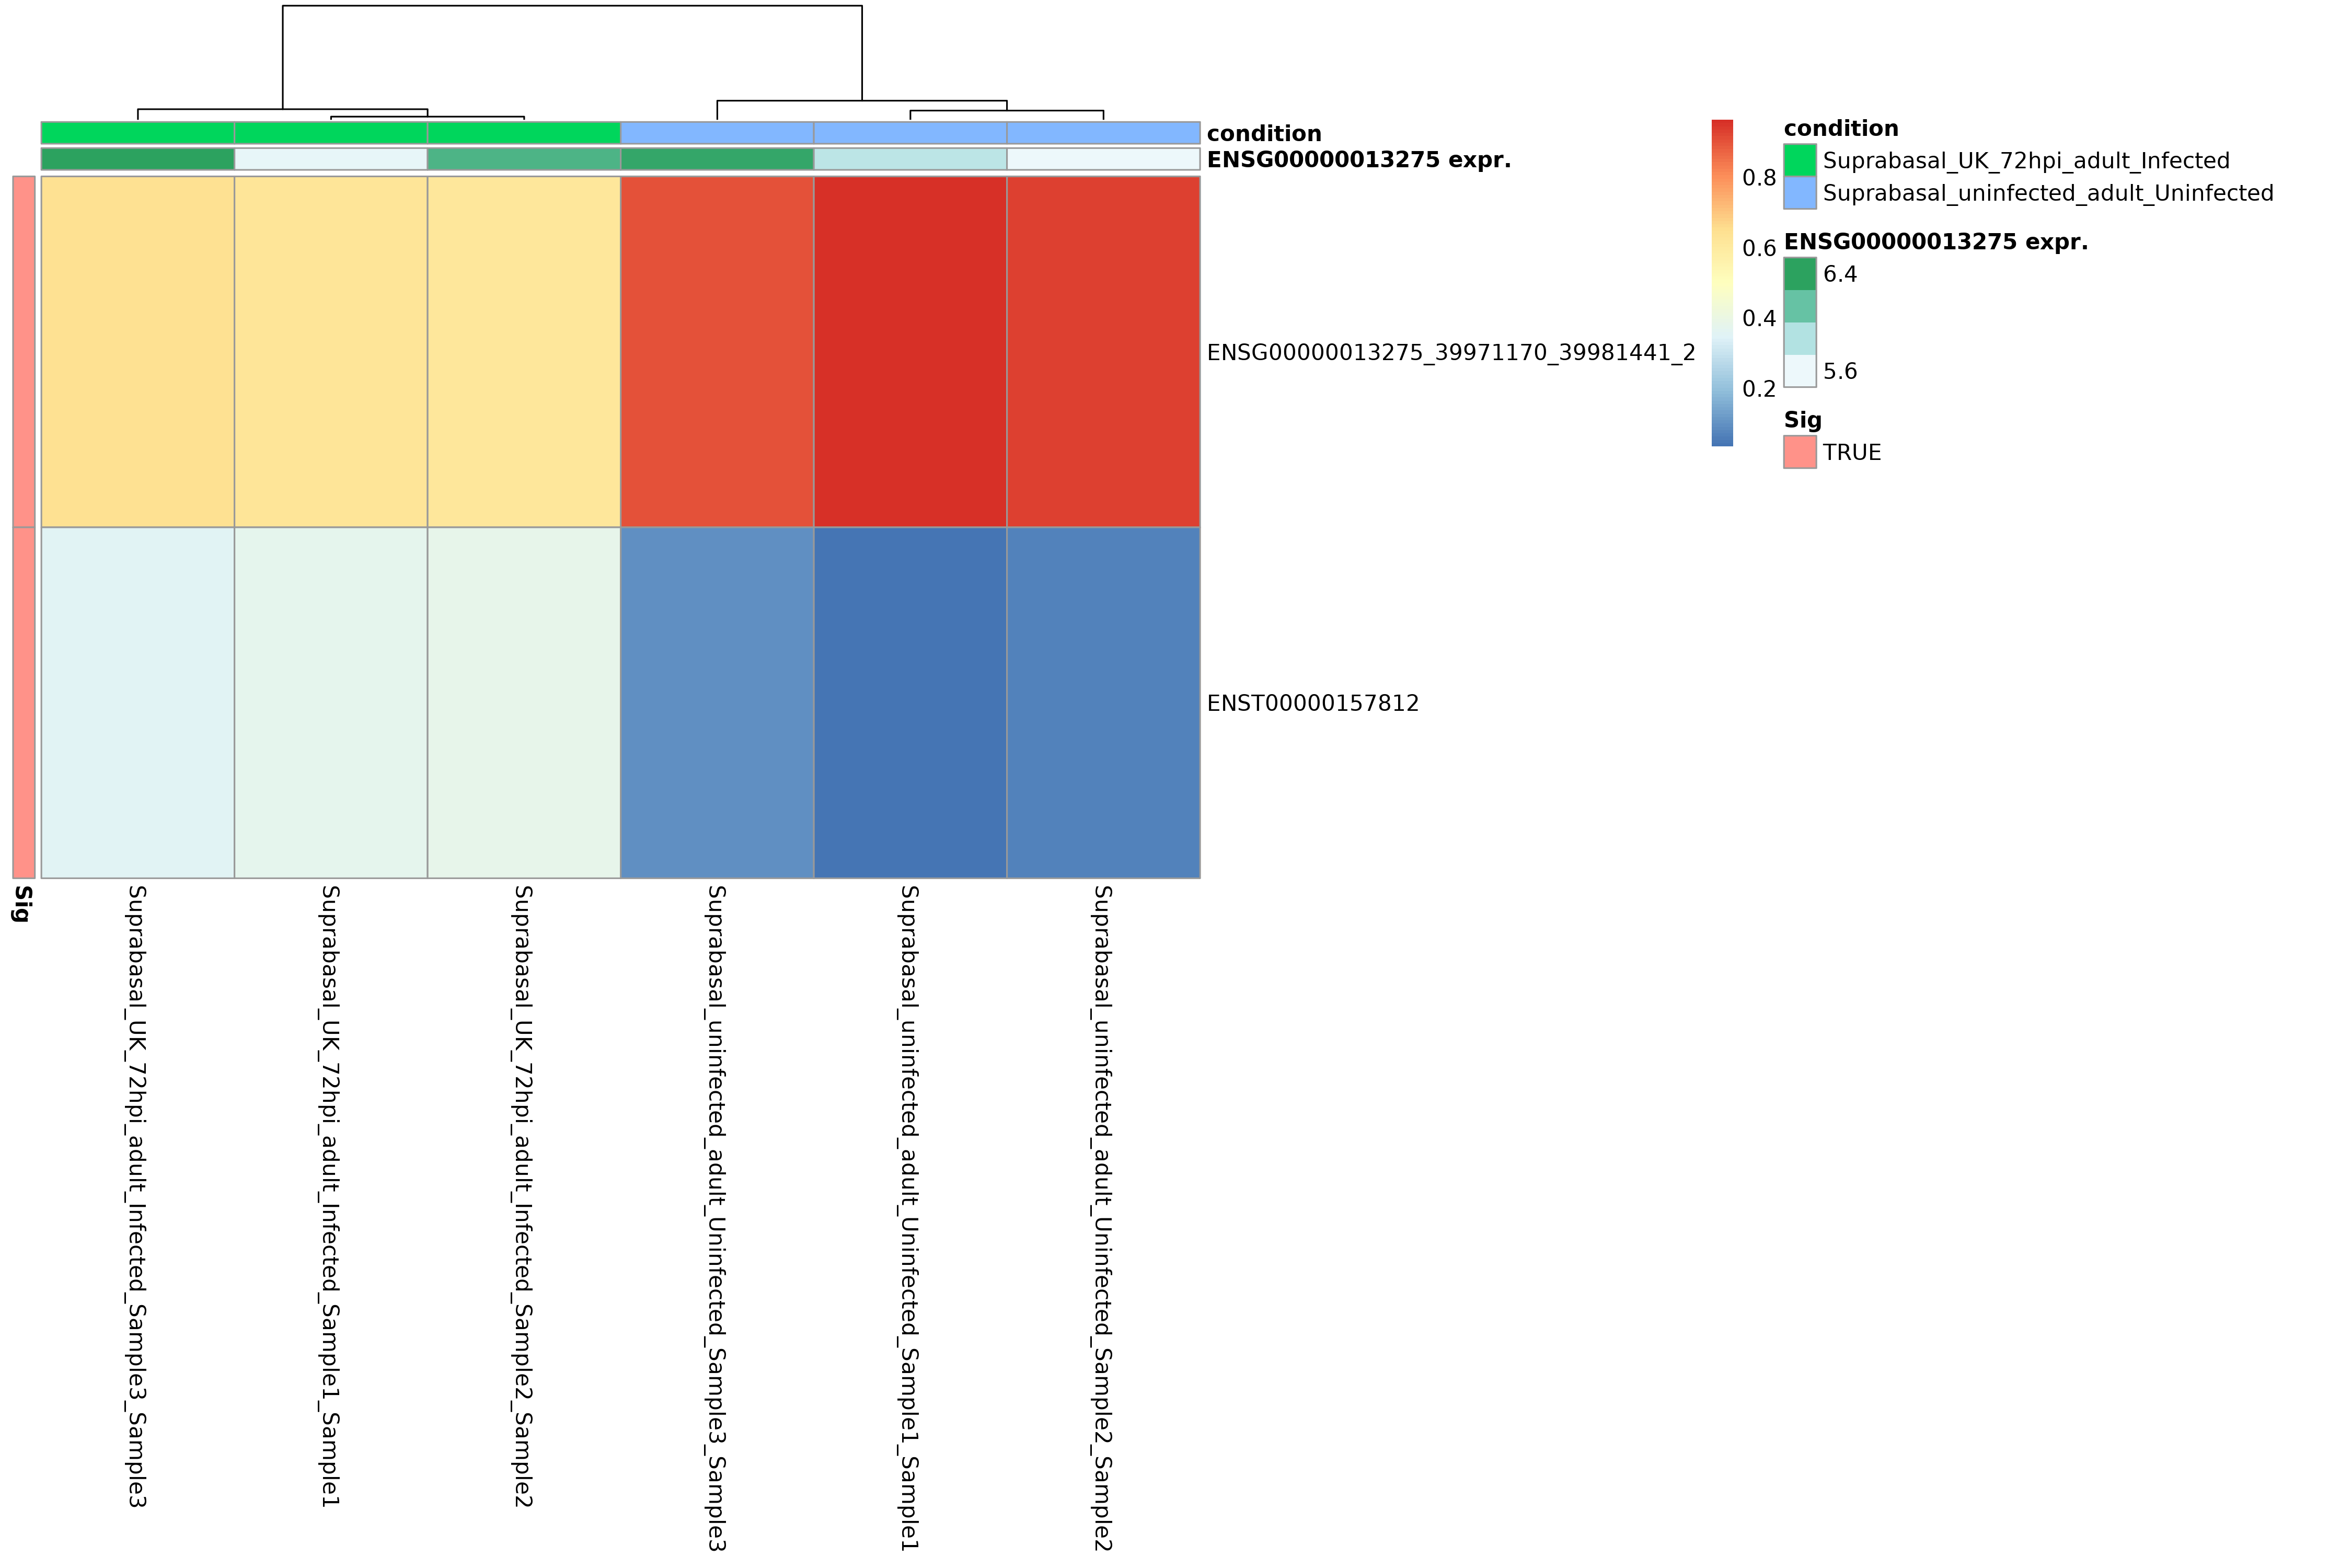 condition
ENSG00000013275 expr.
ENSG00000013275_39971170_39981441_2
ENST00000157812
0.8
0.6
0.4
0.2
condition
Suprabasal_UK_72hpi_adult_Infected
Suprabasal_uninfected_adult_Uninfected
ENSG00000013275 expr.
6.4
5.6
Sig
TRUE
Sig
Suprabasal_UK_72hpi_adult_Infected_Sample3_Sample3
Suprabasal_UK_72hpi_adult_Infected_Sample1_Sample1
Suprabasal_UK_72hpi_adult_Infected_Sample2_Sample2
Suprabasal_uninfected_adult_Uninfected_Sample3_Sample3
Suprabasal_uninfected_adult_Uninfected_Sample1_Sample1
Suprabasal_uninfected_adult_Uninfected_Sample2_Sample2